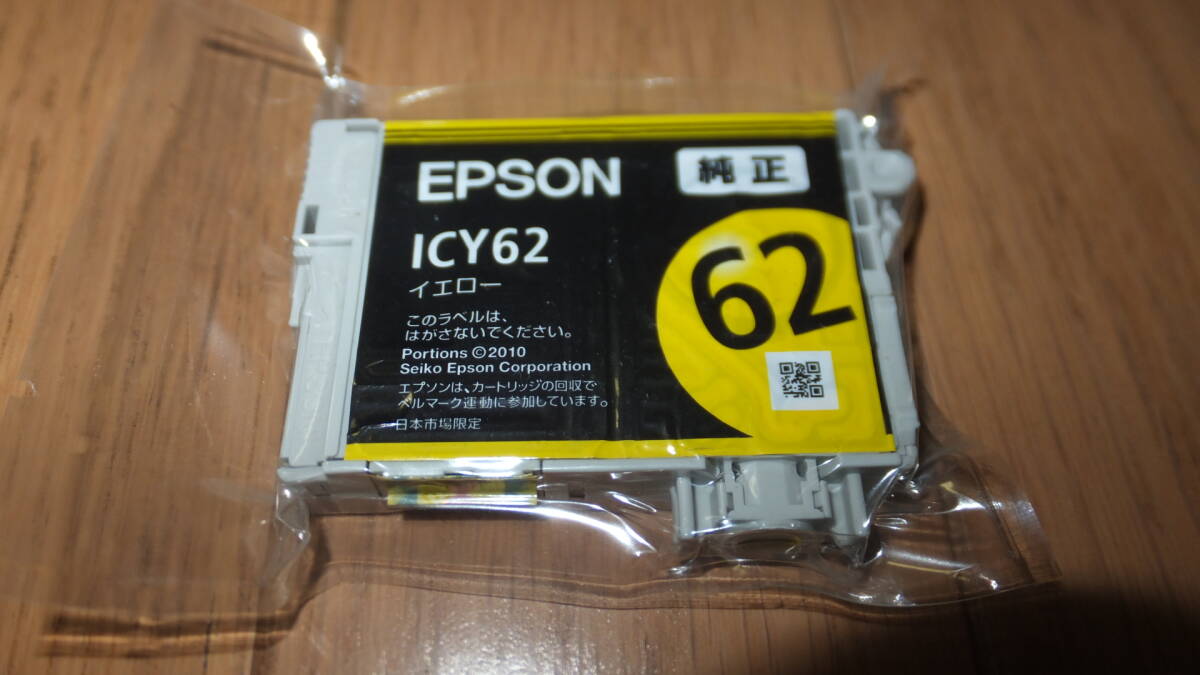 EPSON
純正
ICY62
イエロー
62
このラベルは、
はがさないでください。
Portions ©2010
Seiko Epson Corporation
エプソンは、カートリッジの回収で
ベルマーク運動に参加しています。
日本市場限定